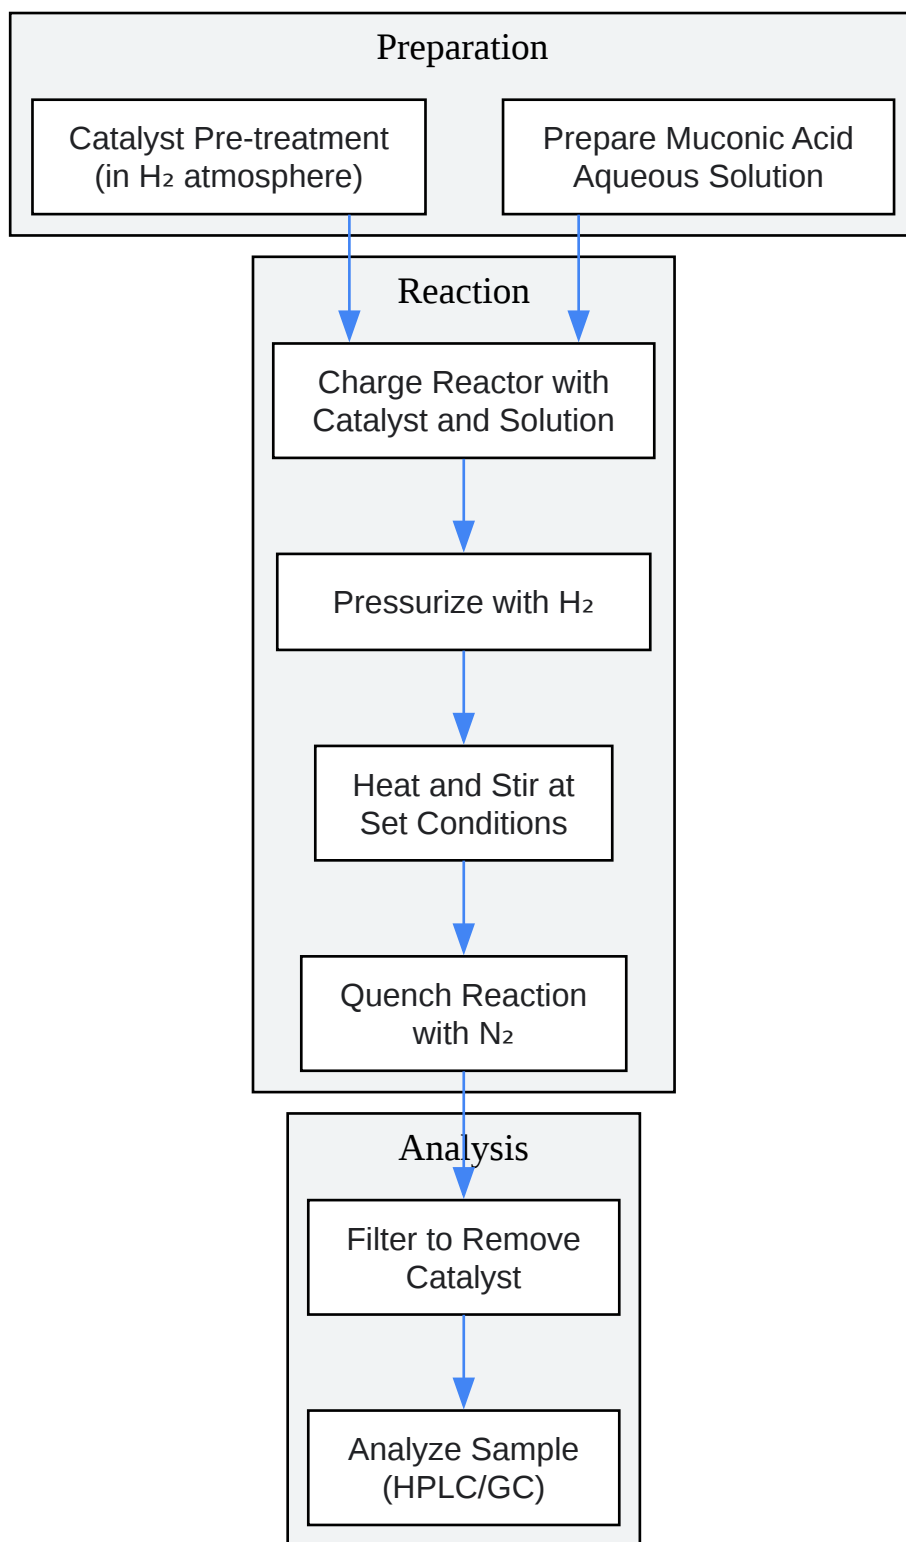 Preparation
Catalyst Pre-treatment
(in H₂ atmosphere)
Prepare Muconic Acid
Aqueous Solution
Reaction
Charge Reactor with
Catalyst and Solution
Pressurize with H₂
Heat and Stir at
Set Conditions
Quench Reaction
with N₂
Analysis
Filter to Remove
Catalyst
Analyze Sample
(HPLC/GC)